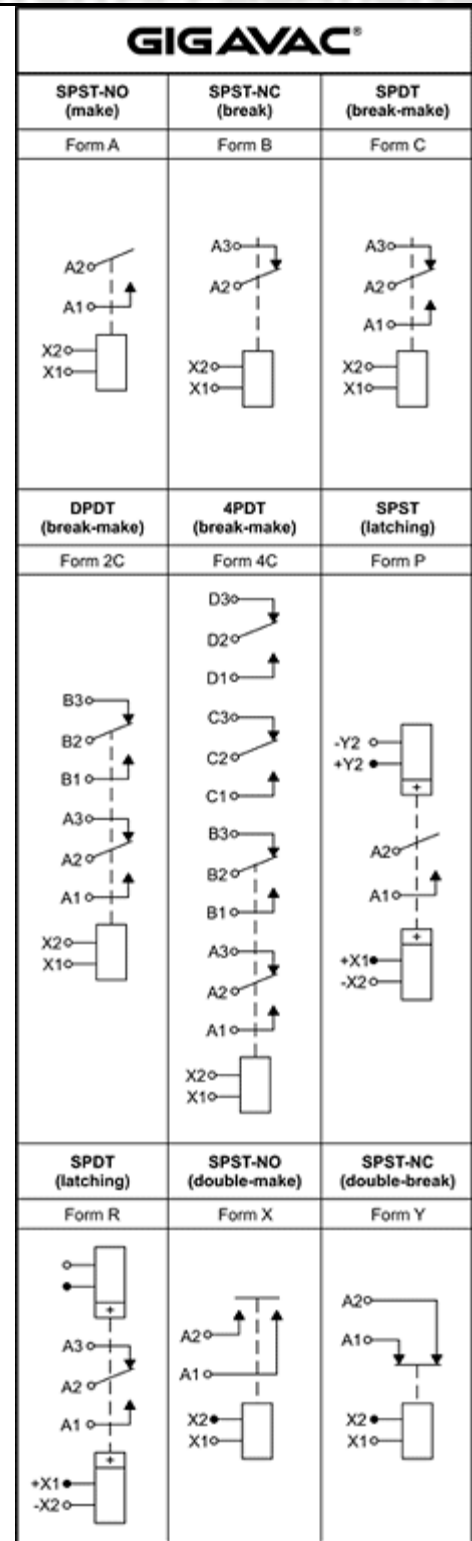 GIGAVAC®
SPST-NO
(make)
SPST-NC
(break)
SPDT
(break-make)
Form A
Form B
Form C
A2
A1
X2
X1
A3
A2
X2
X1
A3
A2
A1
X2
X1
DPDT
(break-make)
4PDT
(break-make)
SPST
(latching)
Form 2C
Form 4C
Form P
B3
B2
B1
A3
A2
A1
X2
X1
D3
D2
D1
C3
C2
C1
B3
B2
B1
A3
A2
A1
X2
X1
-Y2
+Y2
+
A2
A1
+
+X1
-X2
SPDT
(latching)
SPST-NO
(double-make)
SPST-NC
(double-break)
Form R
Form X
Form Y
+
A3
A2
A1
+
+X1
-X2
A2
A1
X2
X1
A2
A1
X2
X1